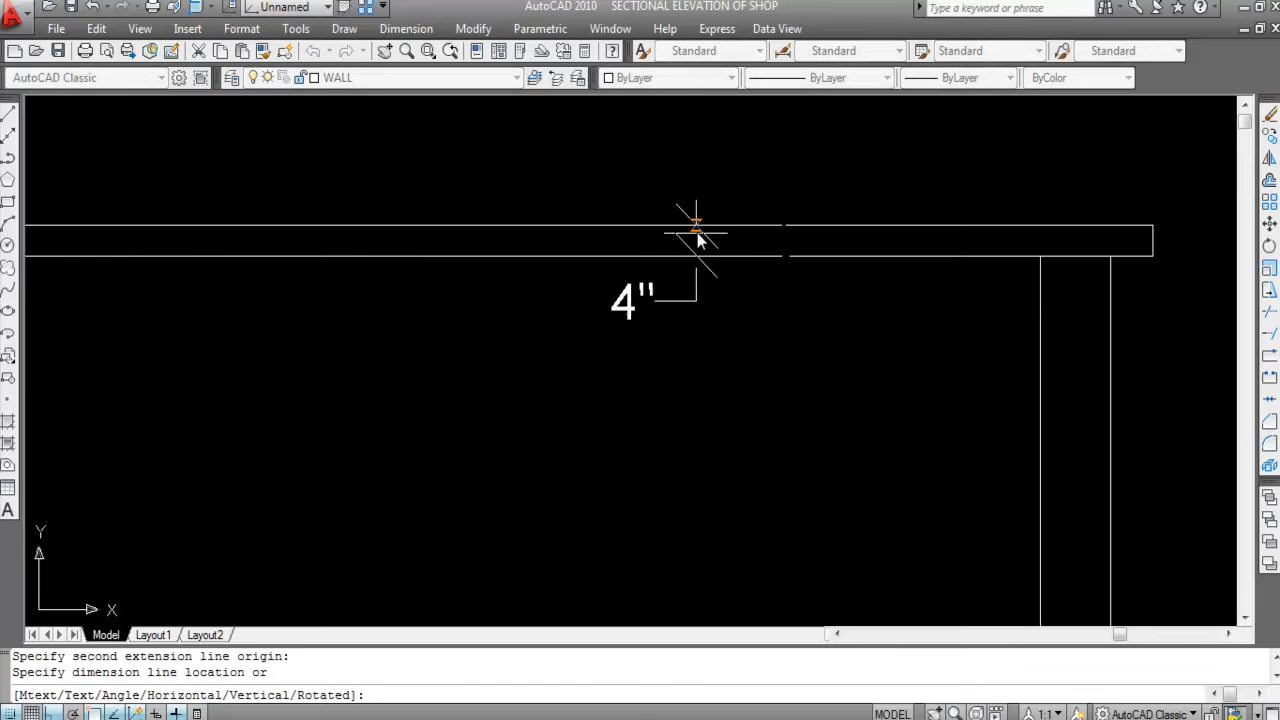 Unnamed
AutoCAD 2010 SECTIONAL ELEVATION OF SHOP
Type a keyword or phrase
File Edit View Insert Format Tools Draw Dimension Modify Parametric Window Help Express Data View
Standard Standard Standard Standard
AutoCAD Classic WALL ByLayer ByLayer ByLayer ByColor
4"
Y
X
Model Layout1 Layout2
Specify second extension line origin:
Specify dimension line location or
[Mtext/Text/Angle/Horizontal/Vertical/Rotated]:
MODEL 1:1 AutoCAD Classic